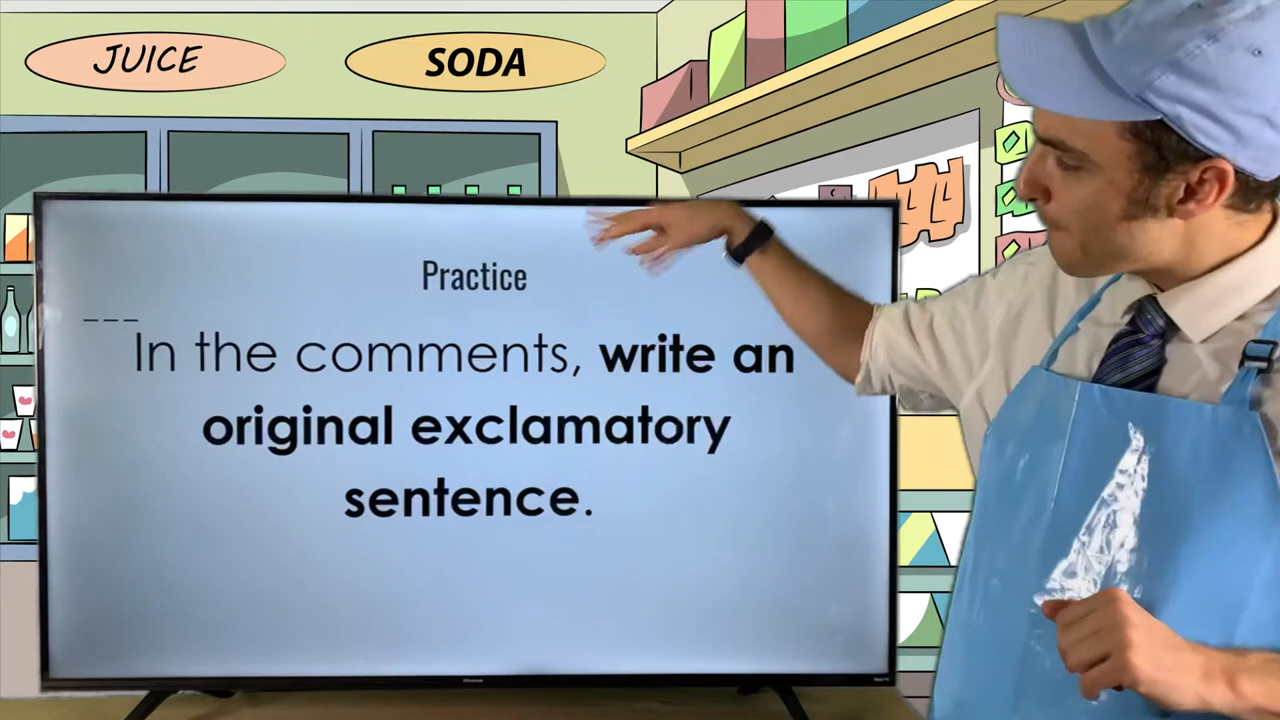 JUICE
SODA
Practice
In the comments, write an
original exclamatory
sentence.